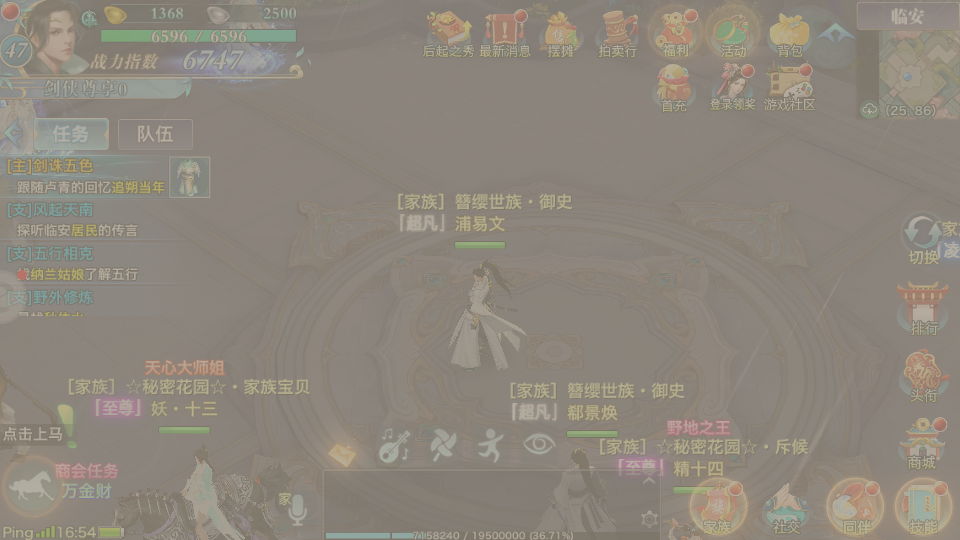 1368 2500
6596 / 6596
47
战力指数 6747
剑侠尊享0
后起之秀 最新消息 摆摊 拍卖行 福利 活动 背包
首充 登录领奖 游戏社区
临安
(25, 86)
任务 队伍
[主]剑诛五色
跟随卢青的回忆追朔当年
[支]风起天南
探听临安居民的传言
[支]五行相克
找纳兰姑娘了解五行
[支]野外修炼
[家族] 簪缨世族·御史
「超凡」浦易文
切换
家
凌
排行
头衔
商城
天心大师姐
[家族] ☆秘密花园☆·家族宝贝
「至尊」妖·十三
[家族] 簪缨世族·御史
「超凡」郗景焕
野地之王
[家族] ☆秘密花园☆·斥候
「至尊」精十四
点击上马
商会任务
万金财
家
家族 社交 同伴 技能
Ping 16:54
7158240 / 19500000 (36.71%)